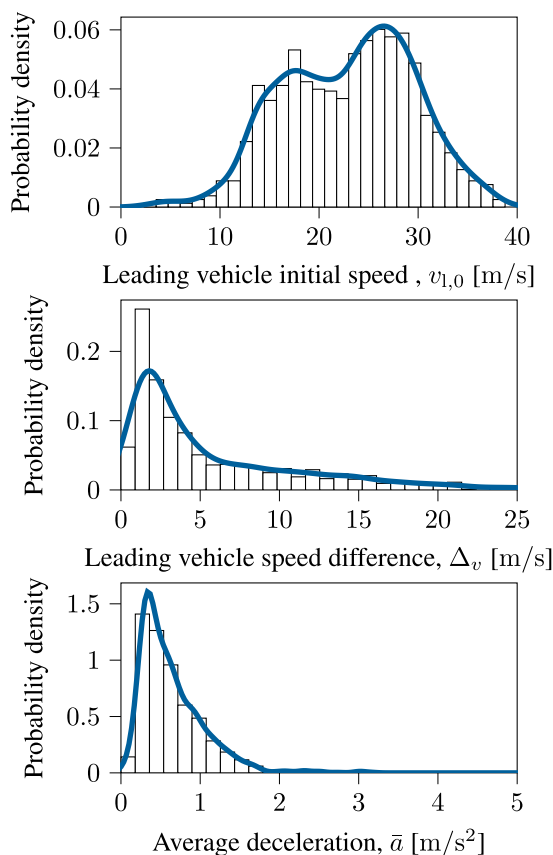 Probability density
0.06
0.04
0.02
0
0 10 20 30 40
Leading vehicle initial speed , v_{l,0} [m/s]
Probability density
0.2
0.1
0
0 5 10 15 20 25
Leading vehicle speed difference, Δ_v [m/s]
Probability density
1.5
1
0.5
0
0 1 2 3 4 5
Average deceleration, ā [m/s²]